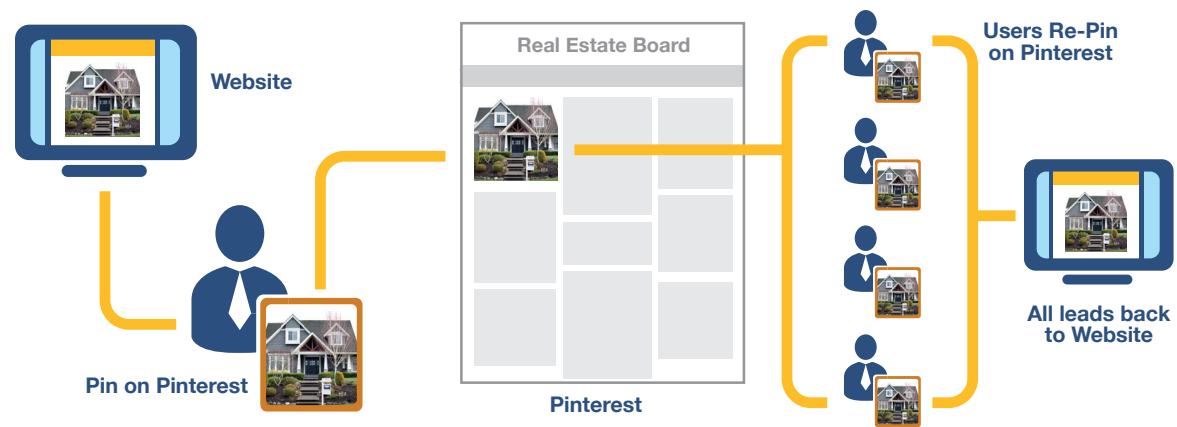 Website
Pin on Pinterest
Real Estate Board
Pinterest
Users Re-Pin
on Pinterest
All leads back
to Website